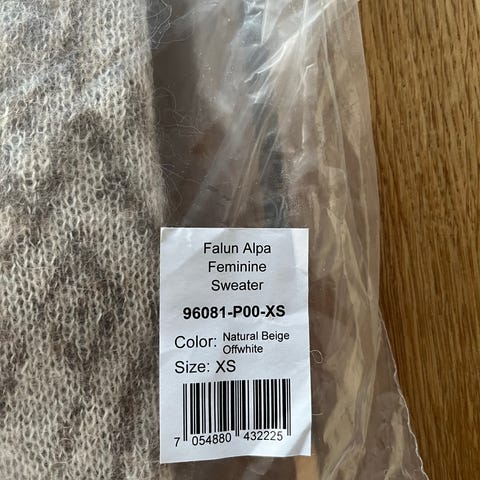 Falun Alpa
Feminine
Sweater
96081-P00-XS
Color: Natural Beige
Offwhite
Size: XS
7 054880 432225